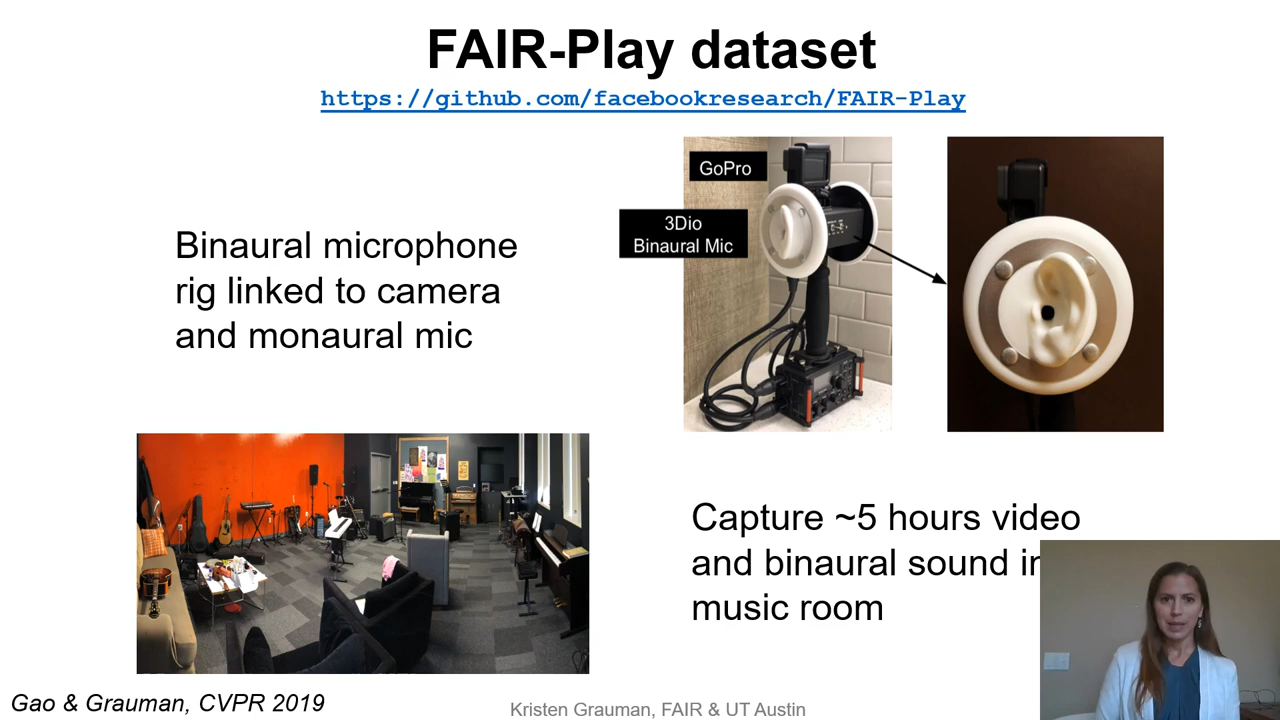 FAIR-Play dataset
https://github.com/facebookresearch/FAIR-Play
GoPro
3Dio
Binaural Mic
Binaural microphone
rig linked to camera
and monaural mic
Capture ~5 hours video
and binaural sound
music room
Gao & Grauman, CVPR 2019
Kristen Grauman, FAIR & UT Austin